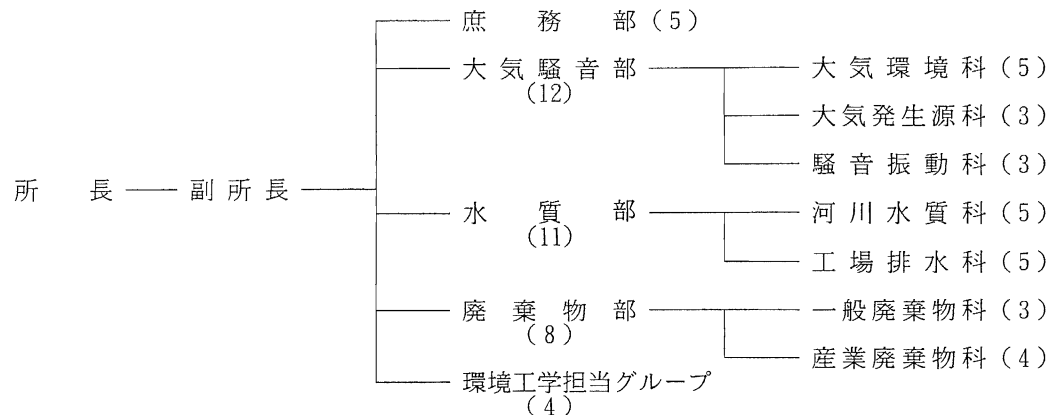 庶務部(5)
大気騒音部 大気環境科(5)
(12)
大気発生源科(3)
騒音振動科(3)
所長 副所長
水質部 河川水質科(5)
(11)
工場排水科(5)
廃棄物部 一般廃棄物科(3)
(8)
産業廃棄物科(4)
環境工学担当グループ
(4)